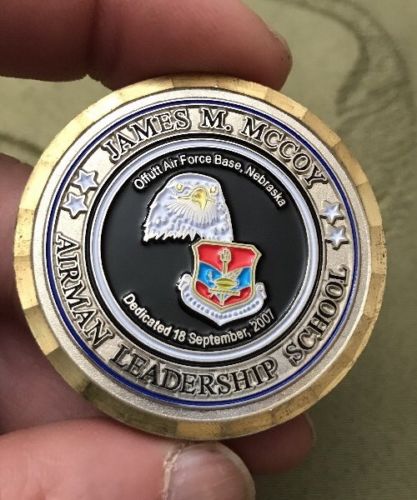 JAMES M. MCCOY
Offutt Air Force Base, Nebraska
Dedicated 18 September, 2007
AIRMAN LEADERSHIP SCHOOL